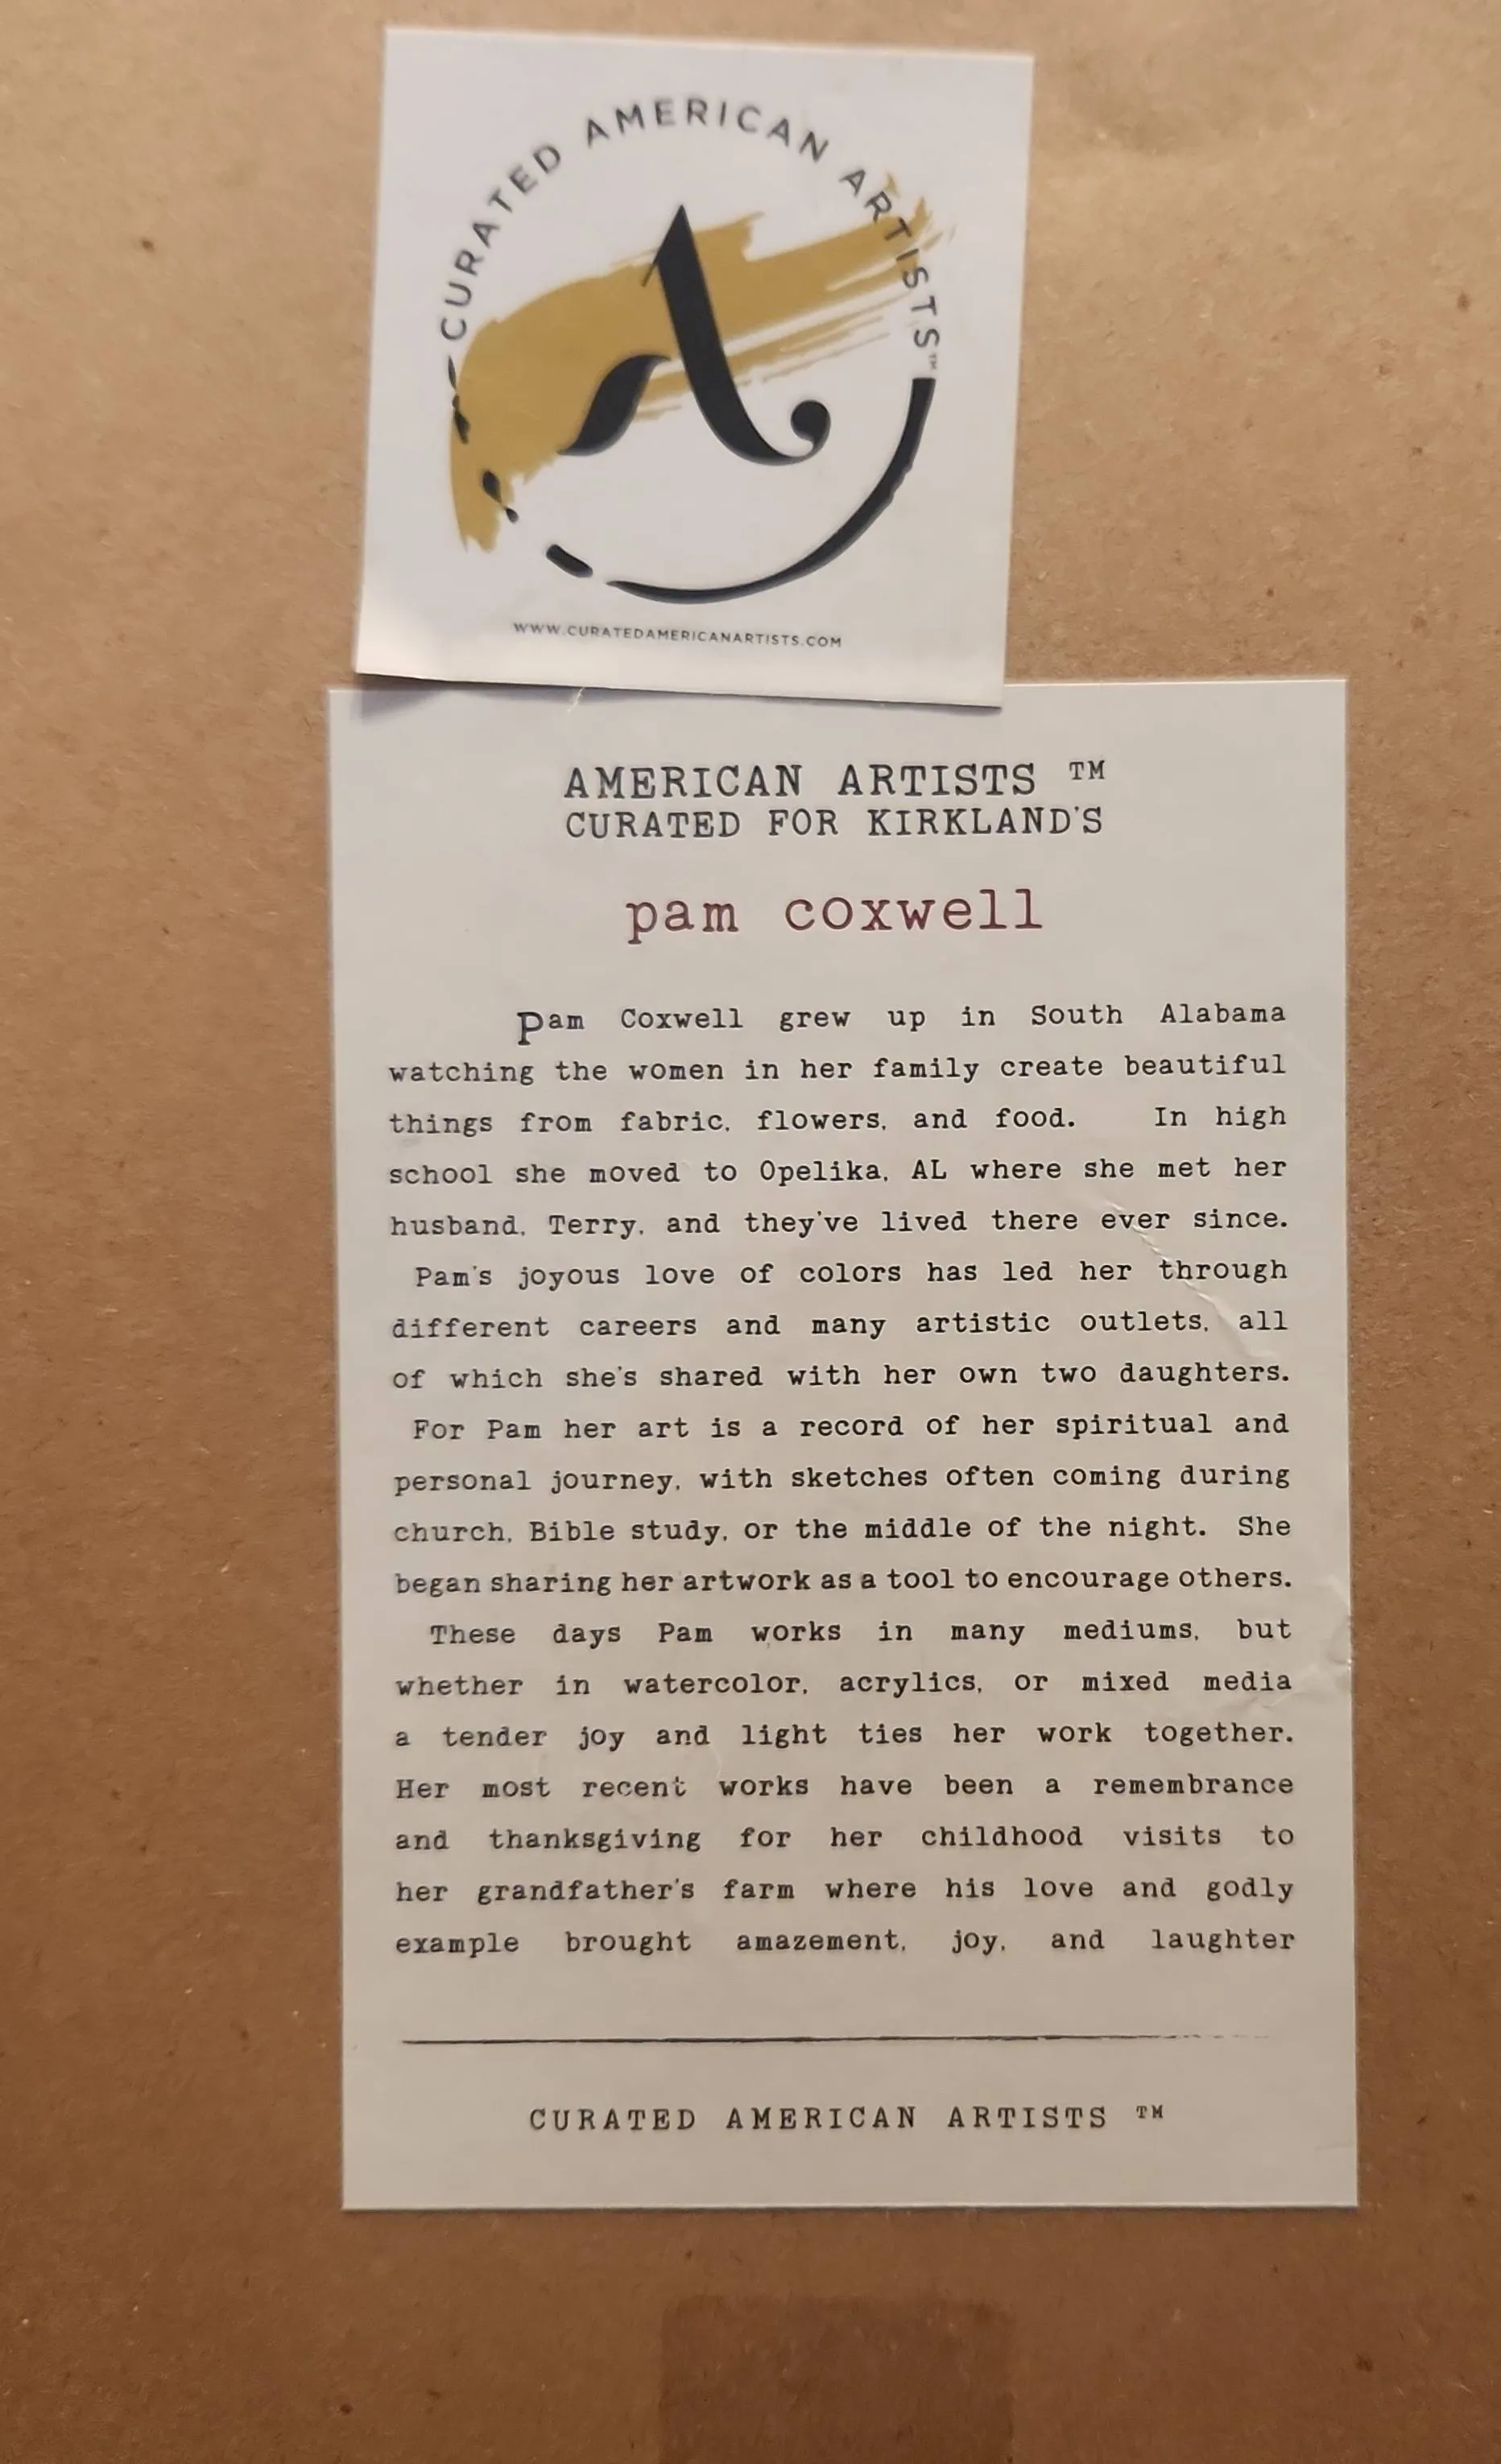 CURATED AMERICAN ARTISTS™
A
WWW.CURATEDAMERICANARTISTS.COM
AMERICAN ARTISTS ™
CURATED FOR KIRKLAND'S
pam coxwell
Pam Coxwell grew up in South Alabama
watching the women in her family create beautiful
things from fabric, flowers, and food. In high
school she moved to Opelika, AL where she met her
husband, Terry, and they've lived there ever since.
Pam's joyous love of colors has led her through
different careers and many artistic outlets, all
of which she's shared with her own two daughters.
For Pam her art is a record of her spiritual and
personal journey, with sketches often coming during
church, Bible study, or the middle of the night. She
began sharing her artwork as a tool to encourage others.
These days Pam works in many mediums, but
whether in watercolor, acrylics, or mixed media
a tender joy and light ties her work together.
Her most recent works have been a remembrance
and thanksgiving for her childhood visits to
her grandfather's farm where his love and godly
example brought amazement, joy, and laughter
CURATED AMERICAN ARTISTS ™